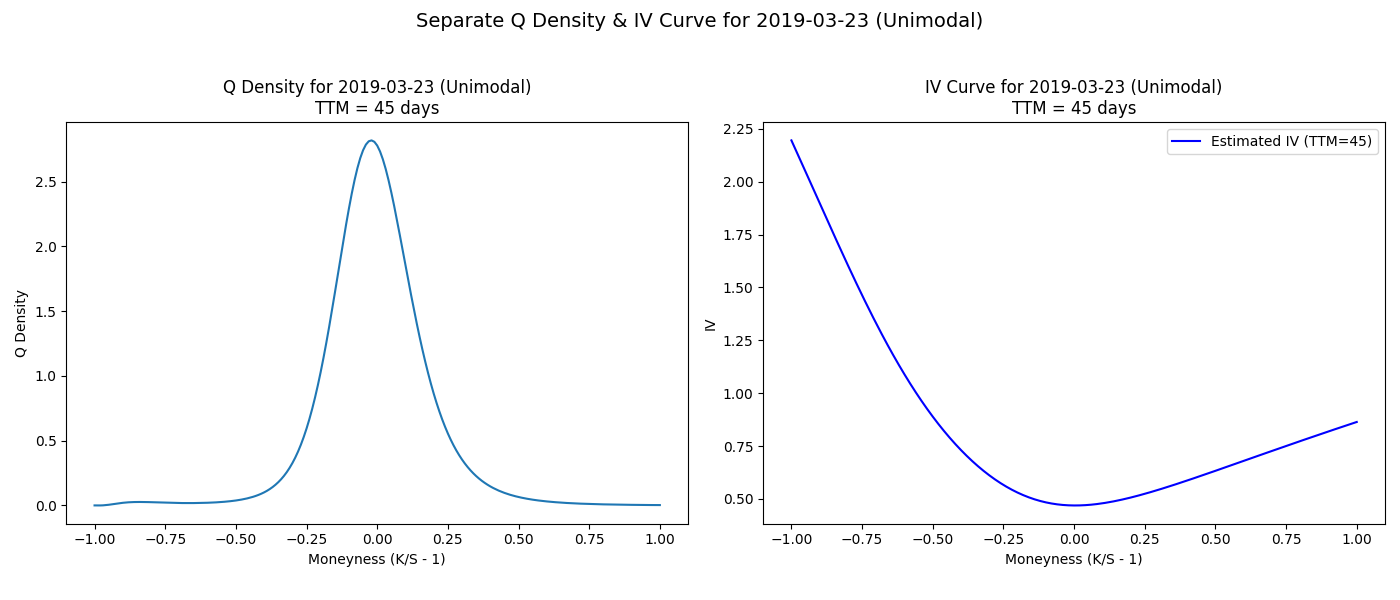 Separate Q Density & IV Curve for 2019-03-23 (Unimodal)
Q Density for 2019-03-23 (Unimodal)
TTM = 45 days
Q Density
2.5
2.0
1.5
1.0
0.5
0.0
−1.00 −0.75 −0.50 −0.25 0.00 0.25 0.50 0.75 1.00
Moneyness (K/S - 1)
IV Curve for 2019-03-23 (Unimodal)
TTM = 45 days
Estimated IV (TTM=45)
IV
2.25
2.00
1.75
1.50
1.25
1.00
0.75
0.50
−1.00 −0.75 −0.50 −0.25 0.00 0.25 0.50 0.75 1.00
Moneyness (K/S - 1)